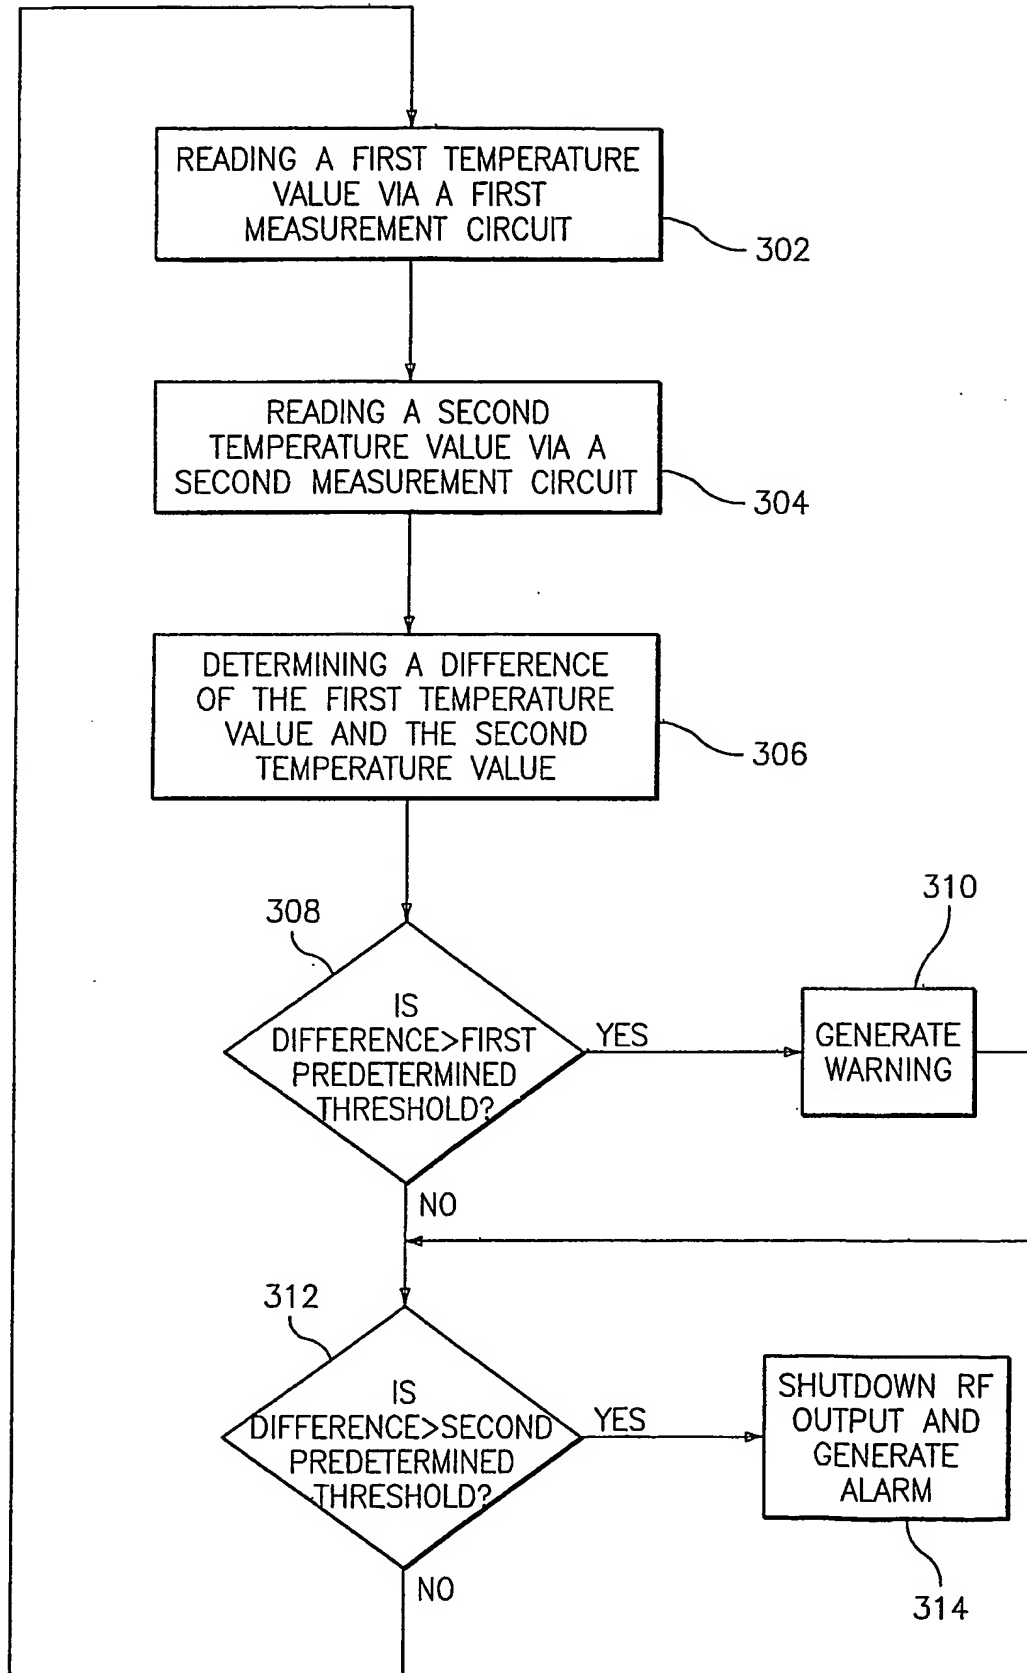 READING A FIRST TEMPERATURE
VALUE VIA A FIRST
MEASUREMENT CIRCUIT
302
READING A SECOND
TEMPERATURE VALUE VIA A
SECOND MEASUREMENT CIRCUIT
304
DETERMINING A DIFFERENCE
OF THE FIRST TEMPERATURE
VALUE AND THE SECOND
TEMPERATURE VALUE
306
308
IS
DIFFERENCE>FIRST
PREDETERMINED
THRESHOLD?
YES
310
GENERATE
WARNING
NO
312
IS
DIFFERENCE>SECOND
PREDETERMINED
THRESHOLD?
YES
SHUTDOWN RF
OUTPUT AND
GENERATE
ALARM
314
NO